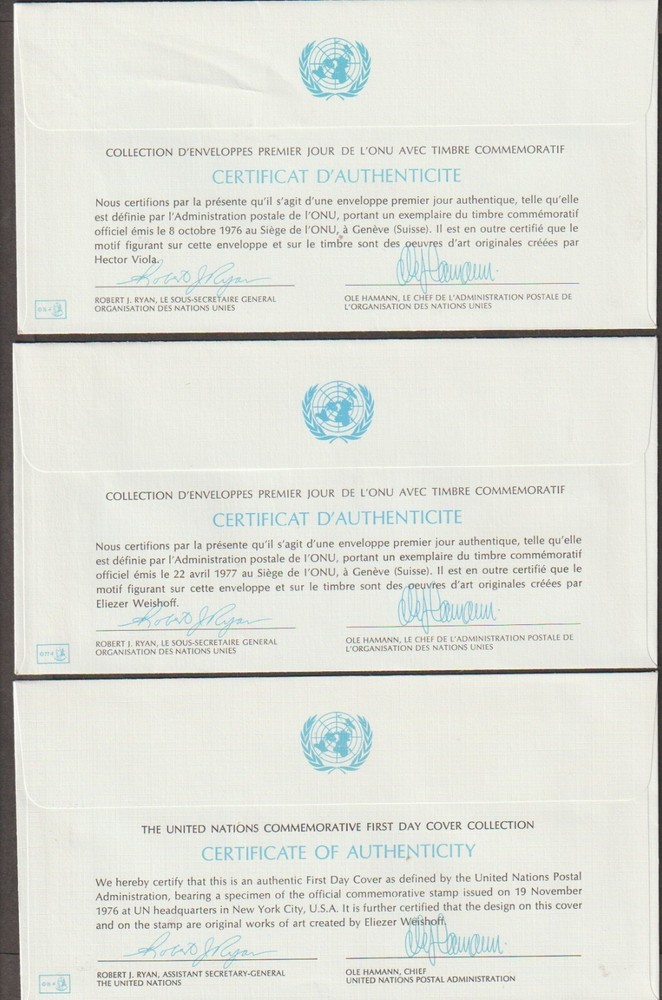 COLLECTION D'ENVELOPPES PREMIER JOUR DE L'ONU AVEC TIMBRE COMMEMORATIF
CERTIFICAT D'AUTHENTICITE
Nous certifions par la présente qu'il s'agit d'une enveloppe premier jour authentique, telle qu'elle
est définie par l'Administration postale de l'ONU, portant un exemplaire du timbre commémoratif
officiel émis le 8 octobre 1976 au Siège de l'ONU, à Genève (Suisse). Il est en outre certifié que le
motif figurant sur cette enveloppe et sur le timbre sont des oeuvres d'art originales créées par
Hector Viola.
Robert J. Ryan
Ole Hamann
ROBERT J. RYAN, LE SOUS-SECRETAIRE GENERAL
ORGANISATION DES NATIONS UNIES
OLE HAMANN, LE CHEF DE L'ADMINISTRATION POSTALE DE
L'ORGANISATION DES NATIONS UNIES
COLLECTION D'ENVELOPPES PREMIER JOUR DE L'ONU AVEC TIMBRE COMMEMORATIF
CERTIFICAT D'AUTHENTICITE
Nous certifions par la présente qu'il s'agit d'une enveloppe premier jour authentique, telle qu'elle
est définie par l'Administration postale de l'ONU, portant un exemplaire du timbre commémoratif
officiel émis le 22 avril 1977 au Siège de l'ONU, à Genève (Suisse). Il est en outre certifié que le
motif figurant sur cette enveloppe et sur le timbre sont des oeuvres d'art originales créées par
Eliezer Weishoff.
Robert J. Ryan
Ole Hamann
ROBERT J. RYAN, LE SOUS-SECRETAIRE GENERAL
ORGANISATION DES NATIONS UNIES
OLE HAMANN, LE CHEF DE L'ADMINISTRATION POSTALE DE
L'ORGANISATION DES NATIONS UNIES
THE UNITED NATIONS COMMEMORATIVE FIRST DAY COVER COLLECTION
CERTIFICATE OF AUTHENTICITY
We hereby certify that this is an authentic First Day Cover as defined by the United Nations Postal
Administration, bearing a specimen of the official commemorative stamp issued on 19 November
1976 at UN headquarters in New York City, U.S.A. It is further certified that the design on this cover
and on the stamp are original works of art created by Eliezer Weishoff.
Robert J. Ryan
Ole Hamann
ROBERT J. RYAN, ASSISTANT SECRETARY-GENERAL
THE UNITED NATIONS
OLE HAMANN, CHIEF
UNITED NATIONS POSTAL ADMINISTRATION